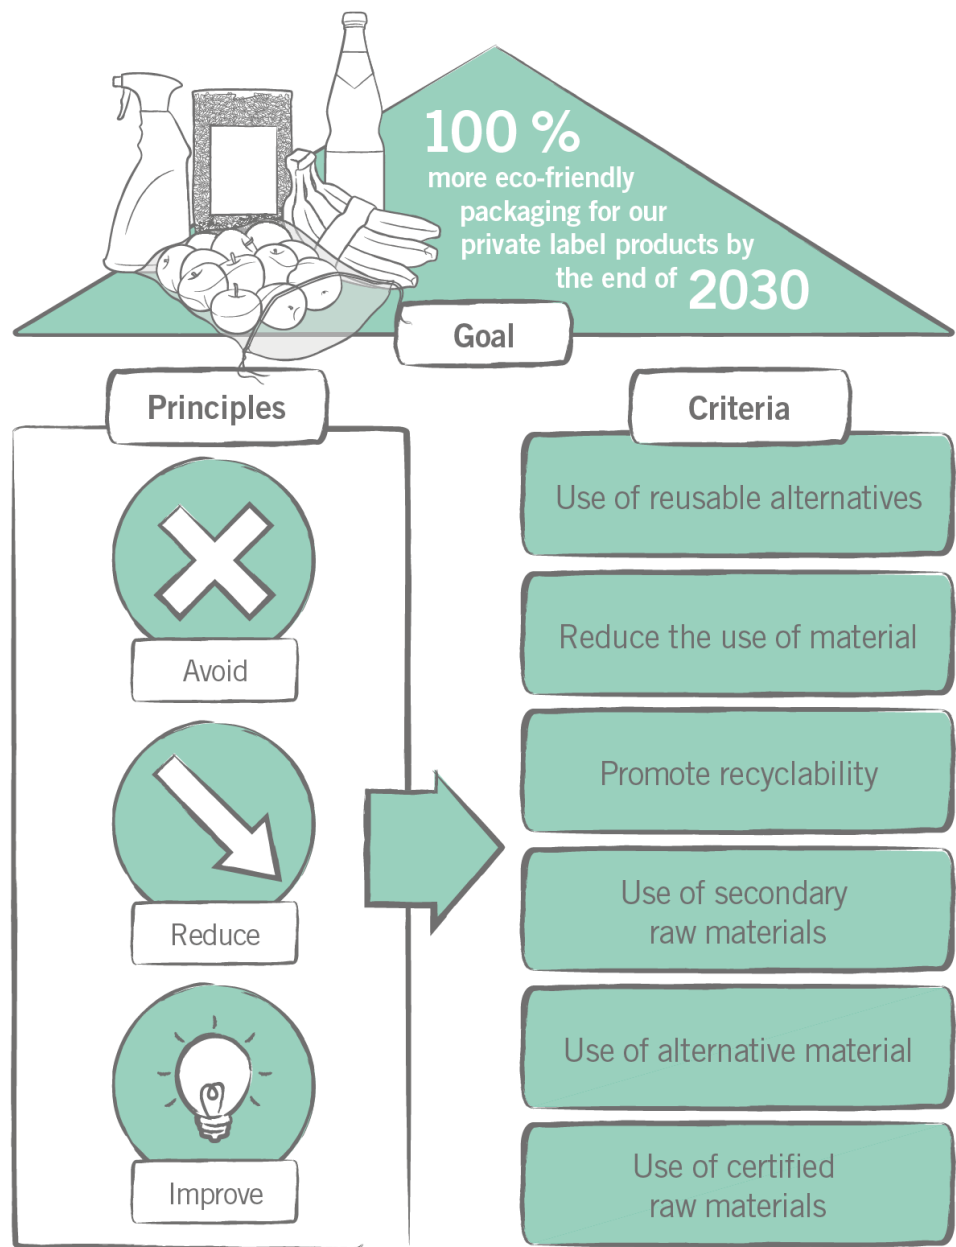 100 %
more eco-friendly
packaging for our
private label products by
the end of 2030
Goal
Principles
Avoid
Reduce
Improve
Criteria
Use of reusable alternatives
Reduce the use of material
Promote recyclability
Use of secondary
raw materials
Use of alternative material
Use of certified
raw materials